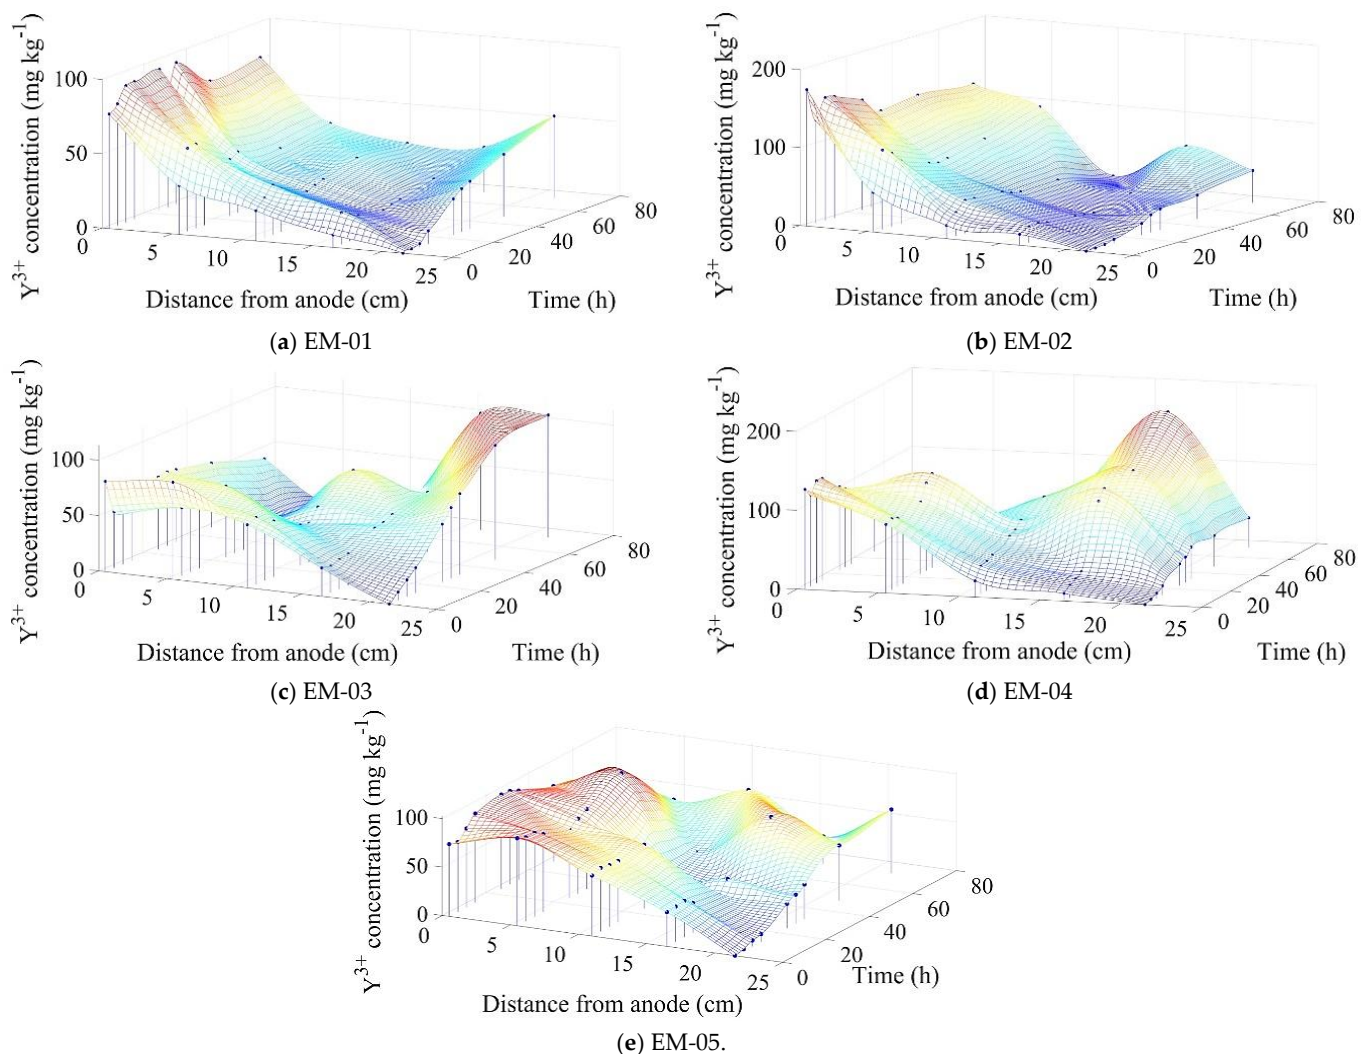 Y3+ concentration (mg kg-1)
100
50
0
0 5 10 15 20 25
0 20 40 60 80
Distance from anode (cm)
Time (h)
(a) EM-01
Y3+ concentration (mg kg-1)
200
100
0
0 5 10 15 20 25
0 20 40 60 80
Distance from anode (cm)
Time (h)
(b) EM-02
Y3+ concentration (mg kg-1)
100
50
0
0 5 10 15 20 25
0 20 40 60 80
Distance from anode (cm)
Time (h)
(c) EM-03
Y3+ concentration (mg kg-1)
200
100
0
0 5 10 15 20 25
0 20 40 60 80
Distance from anode (cm)
Time (h)
(d) EM-04
Y3+ concentration (mg kg-1)
100
50
0
0 5 10 15 20 25
0 20 40 60 80
Distance from anode (cm)
Time (h)
(e) EM-05.